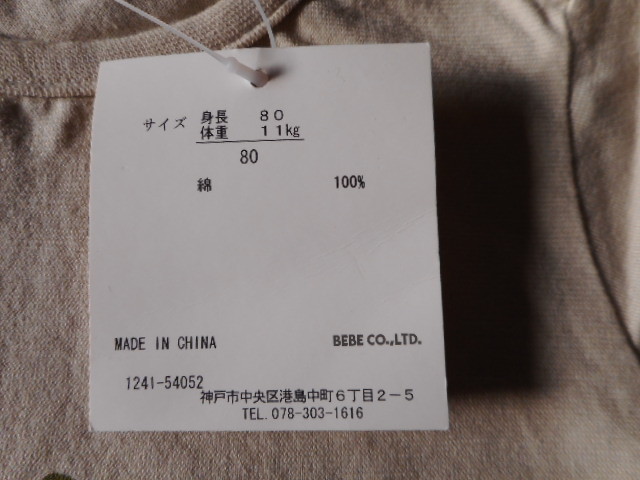 サイズ 身長 80
体重 11kg
80
綿 100%
MADE IN CHINA BEBE CO.,LTD.
1241-54052
神戸市中央区港島中町6丁目2-5
TEL.078-303-1616